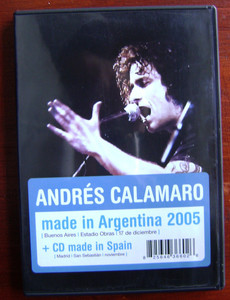 ANDRÉS CALAMARO
made in Argentina 2005
( Buenos Aires / Estadio Obras / 17 de diciembre )
+ CD made in Spain
( Madrid / San Sebastián / noviembre )